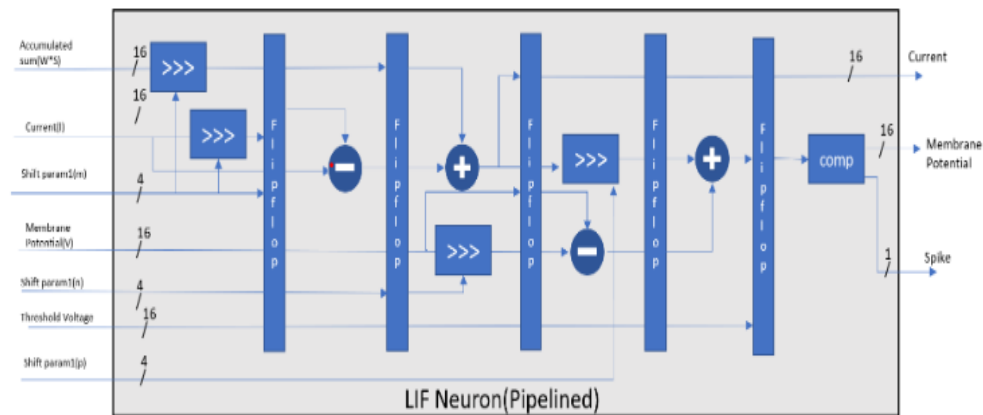 Accumulated
sum(W*S)
16
>>>
16
Current(I)
>>>
Shift param1(m)
4
Membrane
Potential(V)
16
Shift param1(n)
4
Threshold Voltage
16
Shift param1(p)
4
Flipflop
−
Flipflop
+
>>>
Flipflop
>>>
−
Flipflop
+
Flipflop
comp
16
Current
16
Membrane
Potential
1
Spike
LIF Neuron(Pipelined)